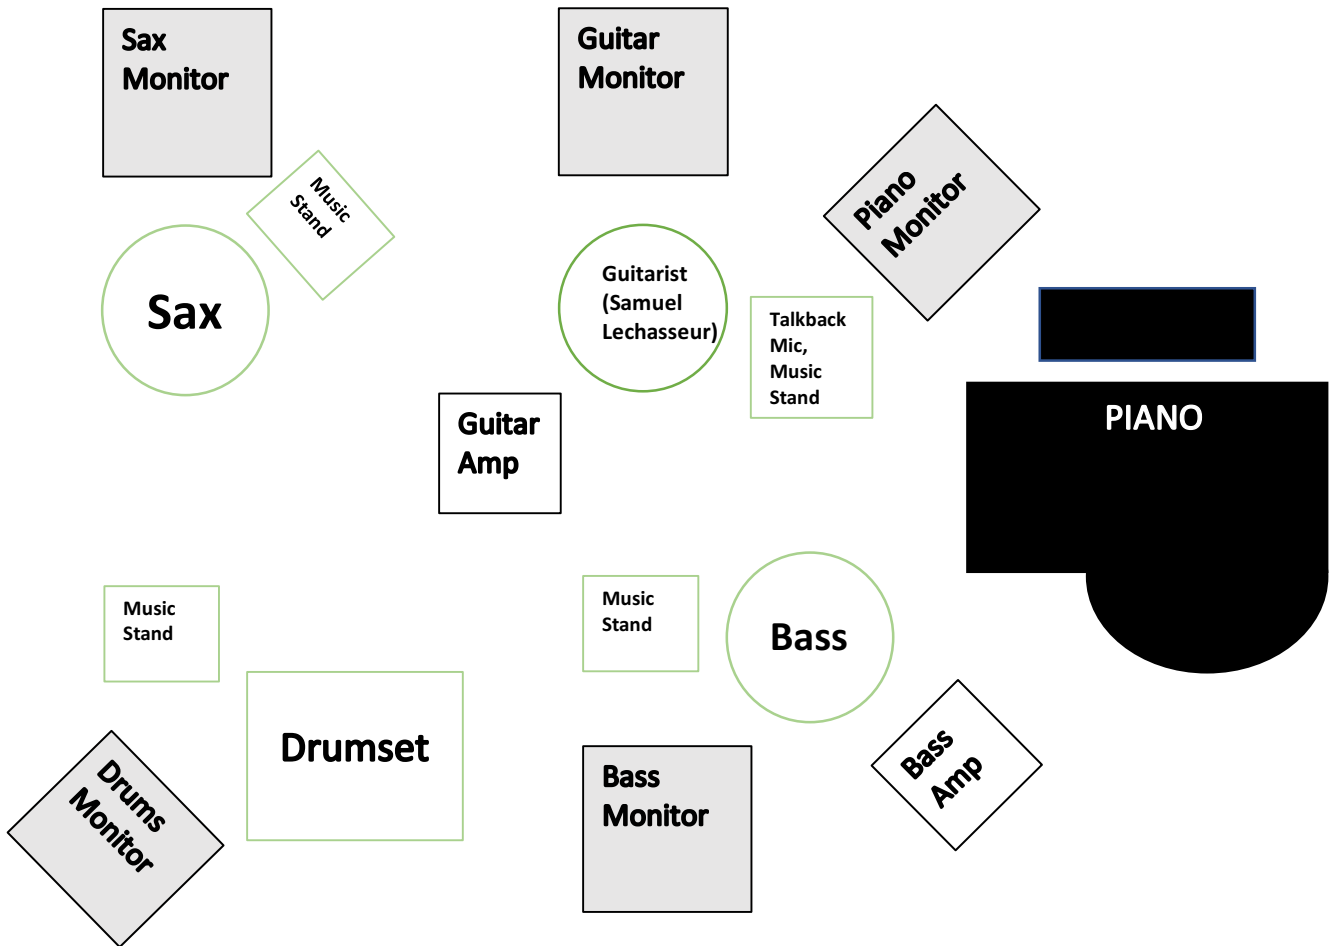 Sax
Monitor
Guitar
Monitor
Piano
Monitor
Music
Stand
Sax
Guitarist
(Samuel
Lechasseur)
Talkback
Mic,
Music
Stand
PIANO
Guitar
Amp
Music
Stand
Music
Stand
Bass
Drumset
Drums
Monitor
Bass
Monitor
Bass
Amp